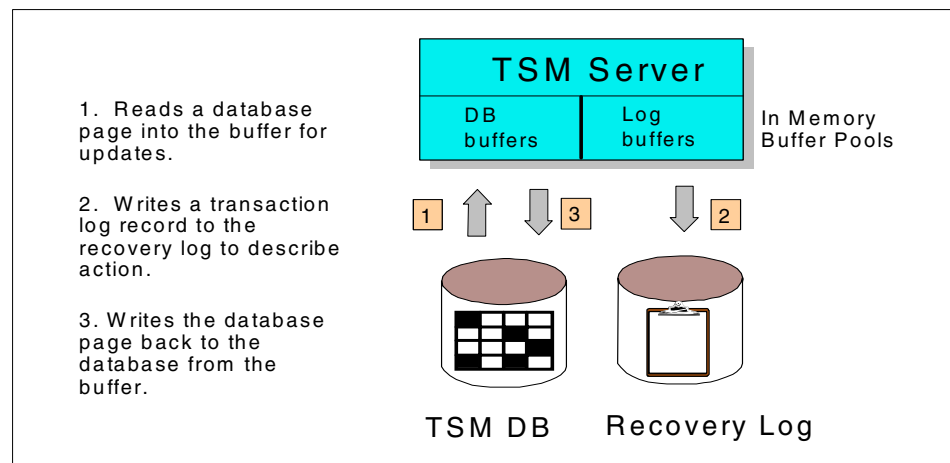 TSM Server
DB
buffers
Log
buffers
In Memory
Buffer Pools
1. Reads a database
page into the buffer for
updates.
2. Writes a transaction
log record to the
recovery log to describe
action.
3. Writes the database
page back to the
database from the
buffer.
1
3
2
TSM DB
Recovery Log